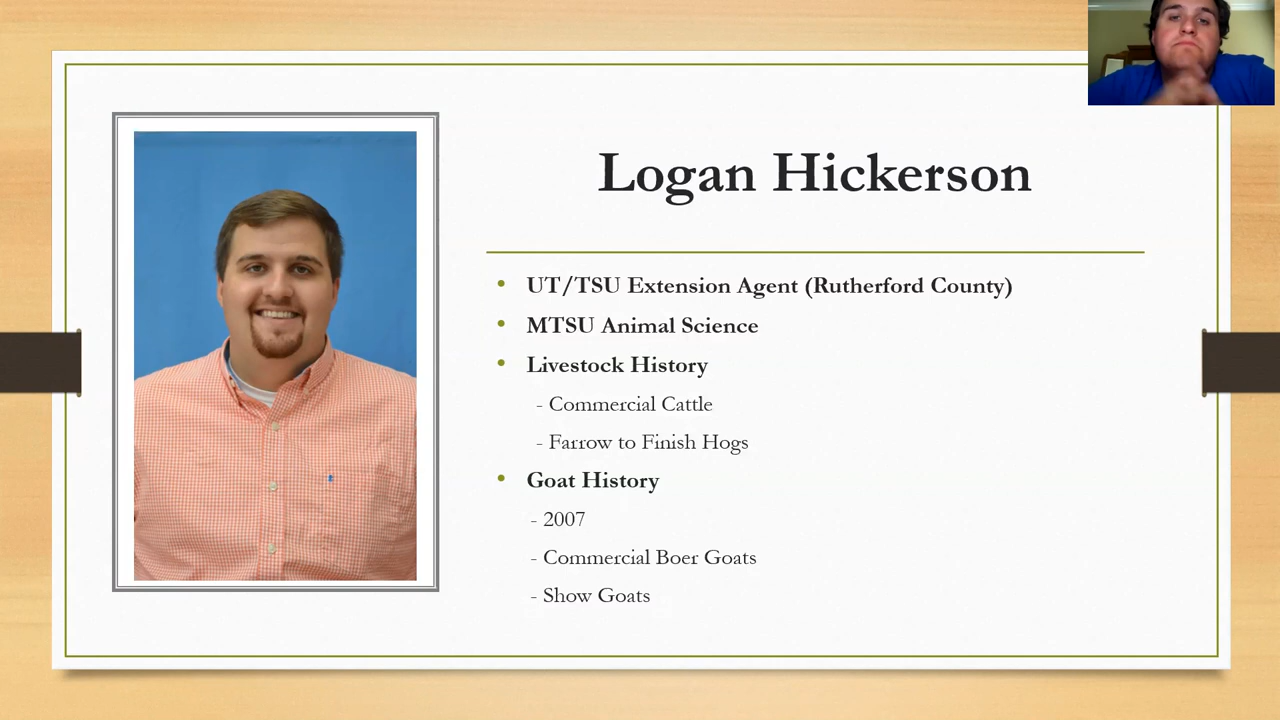 Logan Hickerson
• UT/TSU Extension Agent (Rutherford County)
• MTSU Animal Science
• Livestock History
- Commercial Cattle
- Farrow to Finish Hogs
• Goat History
- 2007
- Commercial Boer Goats
- Show Goats